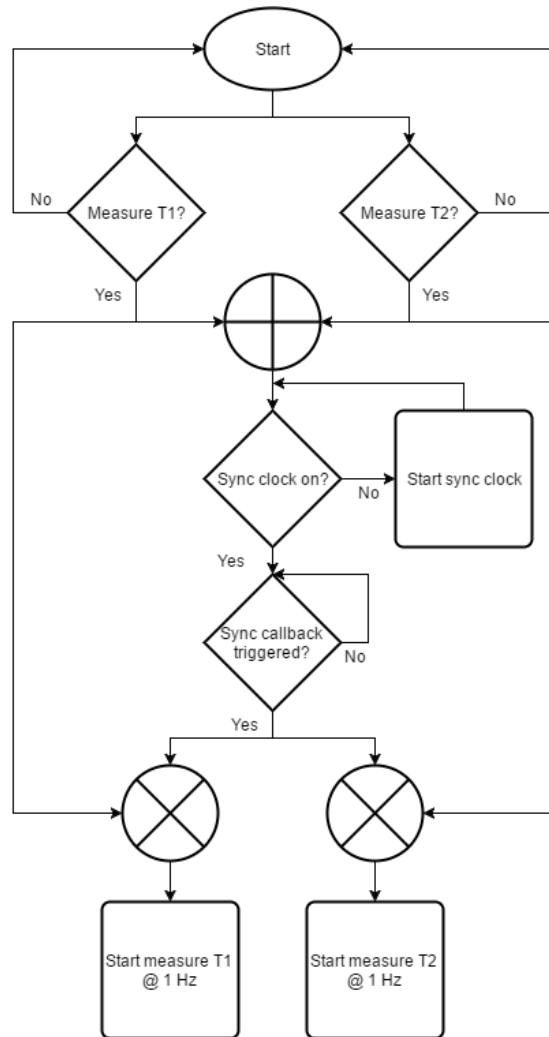 Start
No
Measure T1?
Measure T2?
No
Yes
Yes
Sync clock on?
No
Start sync clock
Yes
Sync callback
triggered?
No
Yes
Start measure T1
@ 1 Hz
Start measure T2
@ 1 Hz